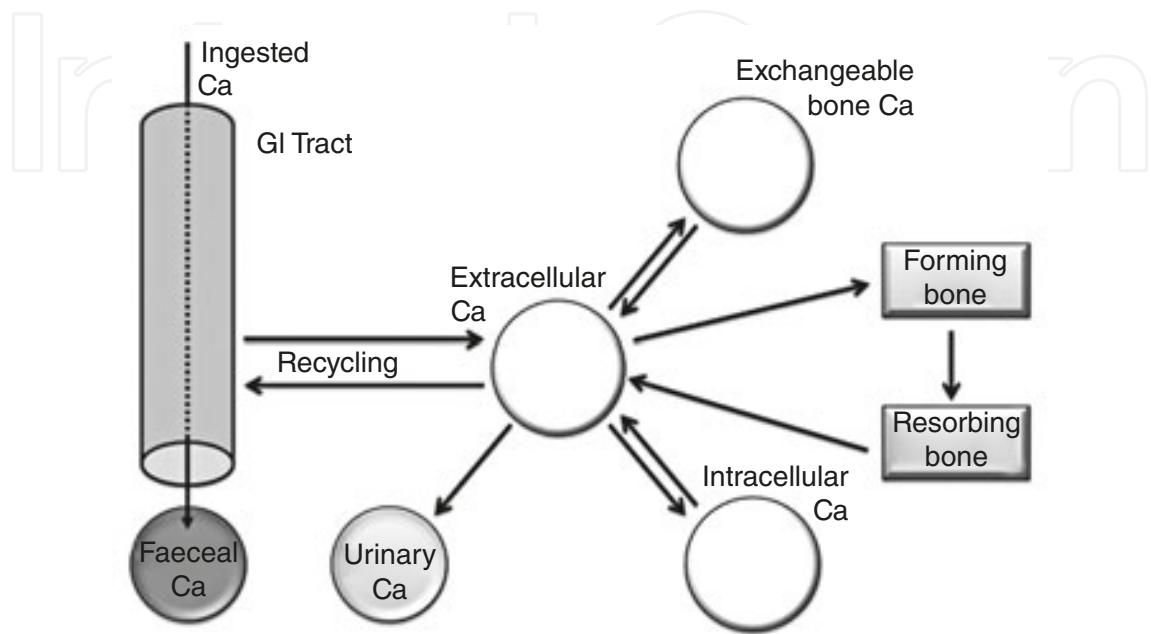 Ingested
Ca
GI Tract
Exchangeable
bone Ca
Extracellular
Ca
Forming
bone
Recycling
Resorbing
bone
Intracellular
Ca
Faeceal
Ca
Urinary
Ca